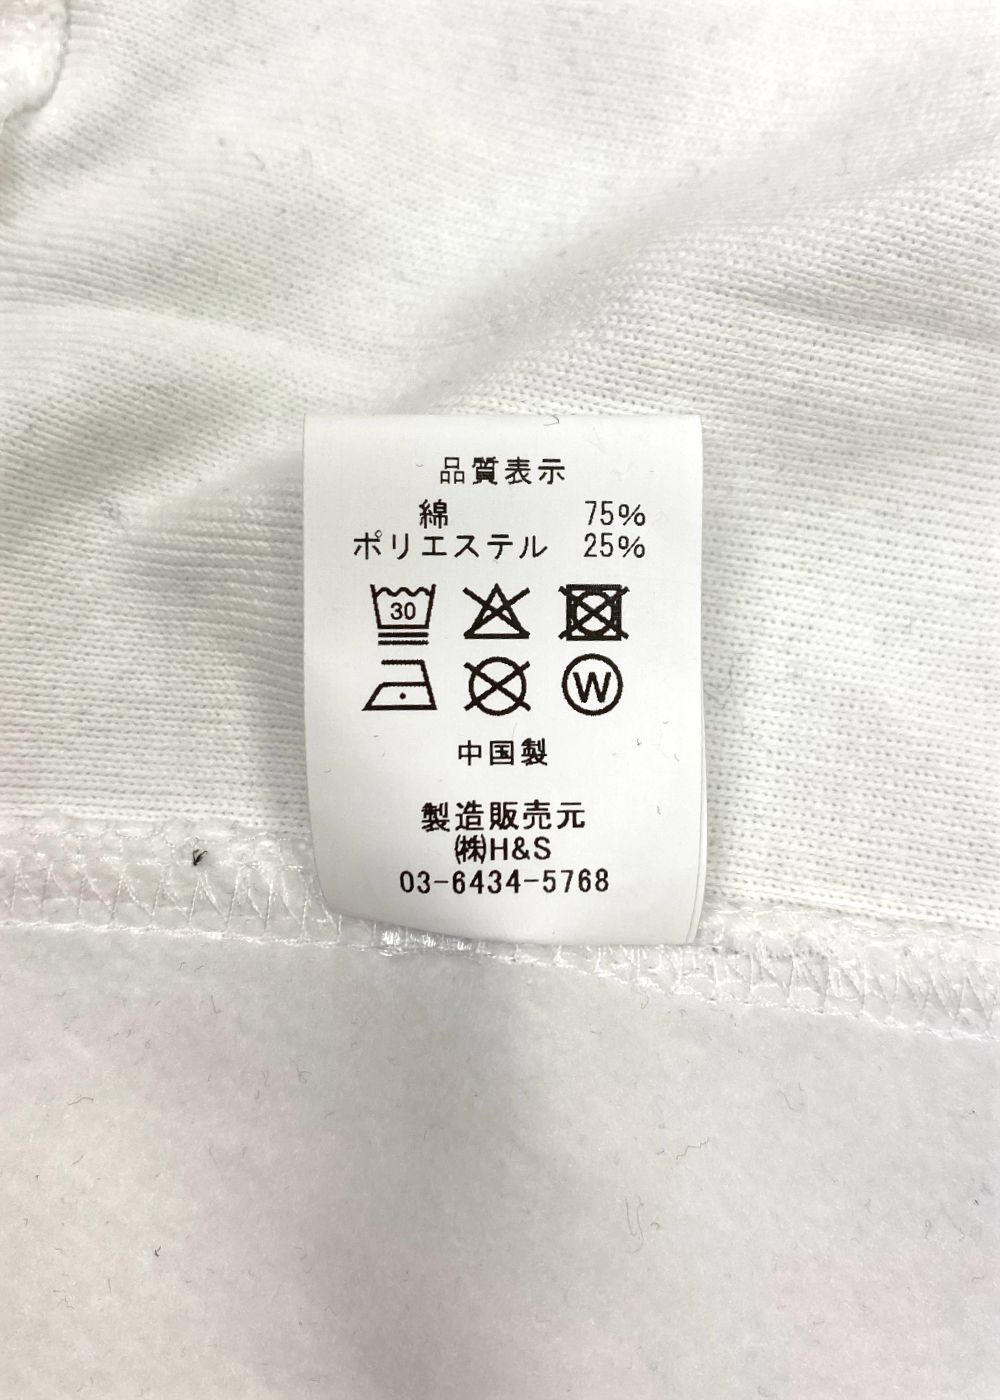 品質表示
綿 75%
ポリエステル 25%
30
W
中国製
製造販売元
㈱H&S
03-6434-5768